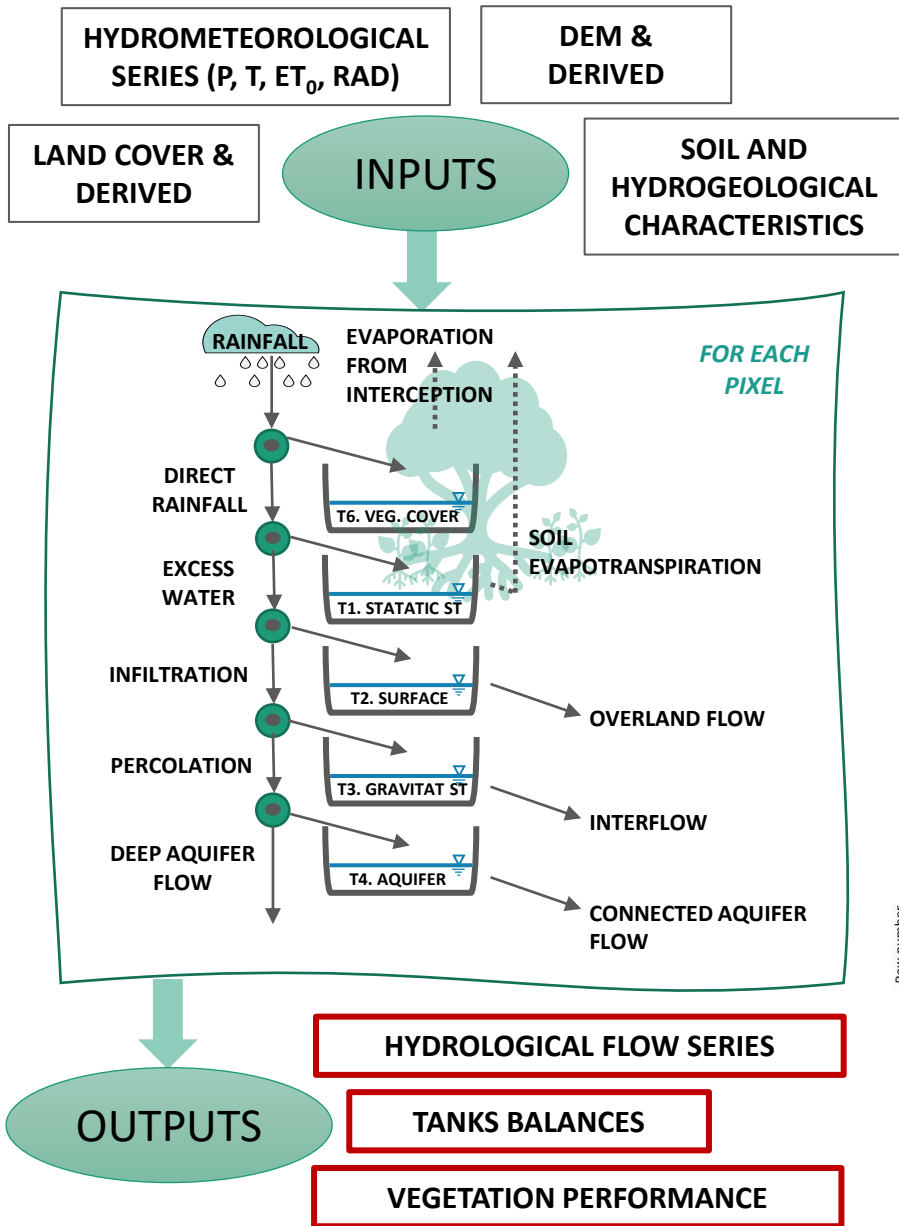 HYDROMETEOROLOGICAL
SERIES (P, T, ET₀, RAD)
DEM &
DERIVED
LAND COVER &
DERIVED
INPUTS
SOIL AND
HYDROGEOLOGICAL
CHARACTERISTICS
RAINFALL
EVAPORATION
FROM
INTERCEPTION
FOR EACH
PIXEL
DIRECT
RAINFALL
T6. VEG. COVER
SOIL
EVAPOTRANSPIRATION
EXCESS
WATER
T1. STATATIC ST
INFILTRATION
T2. SURFACE
OVERLAND FLOW
PERCOLATION
T3. GRAVITAT ST
INTERFLOW
DEEP AQUIFER
FLOW
T4. AQUIFER
CONNECTED AQUIFER
FLOW
number
OUTPUTS
HYDROLOGICAL FLOW SERIES
TANKS BALANCES
VEGETATION PERFORMANCE